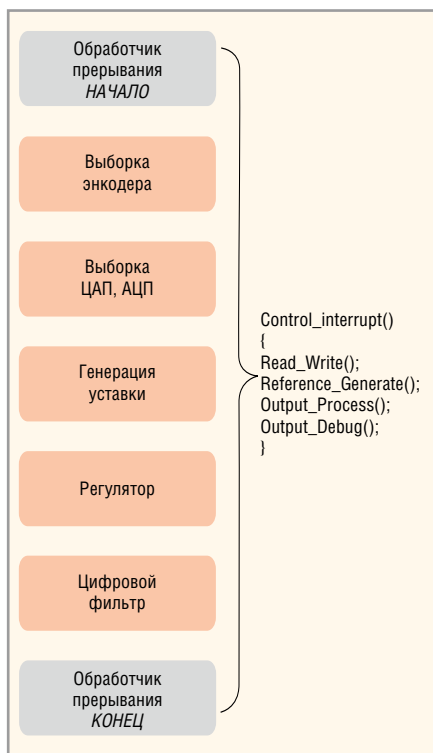 Обработчик
прерывания
НАЧАЛО
Выборка
энкодера
Выборка
ЦАП, АЦП
Генерация
уставки
Регулятор
Цифровой
фильтр
Обработчик
прерывания
КОНЕЦ
Control_interrupt()
{
Read_Write();
Reference_Generate();
Output_Process();
Output_Debug();
}